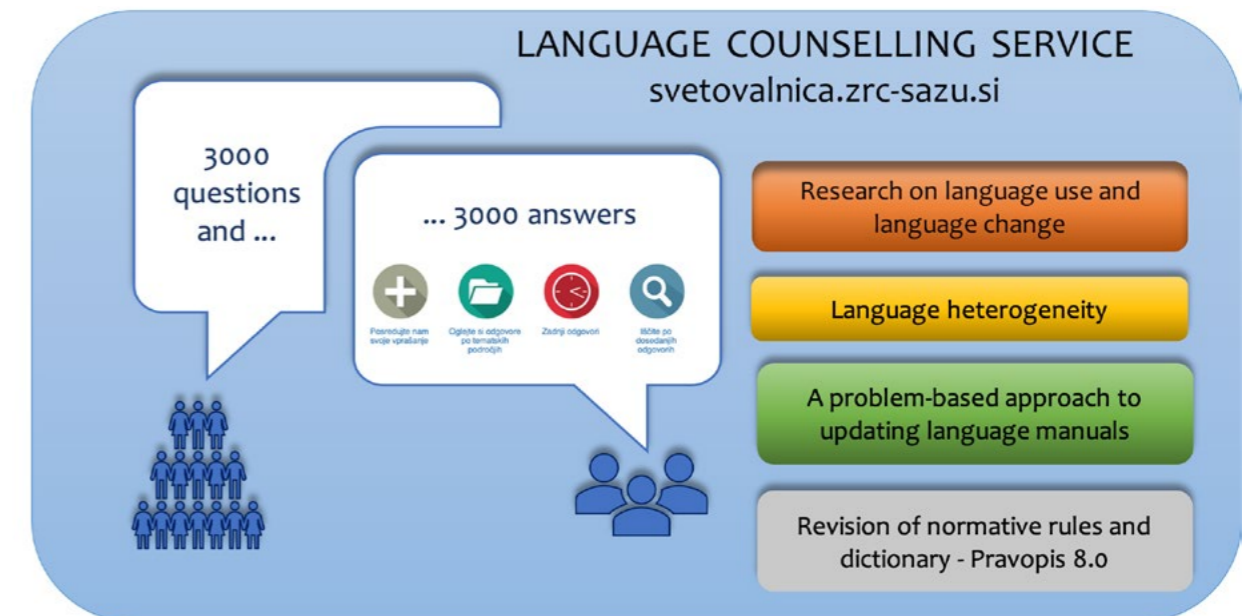 LANGUAGE COUNSELLING SERVICE
svetovalnica.zrc-sazu.si
3000
questions
and ...
... 3000 answers
Posredujte nam
svoje vprašanje
Oglejte si odgovore
po tematskih
področjih
Zadnji odgovori
Iščite po
dosedanjih
odgovorih
Research on language use and
language change
Language heterogeneity
A problem-based approach to
updating language manuals
Revision of normative rules and
dictionary - Pravopis 8.0